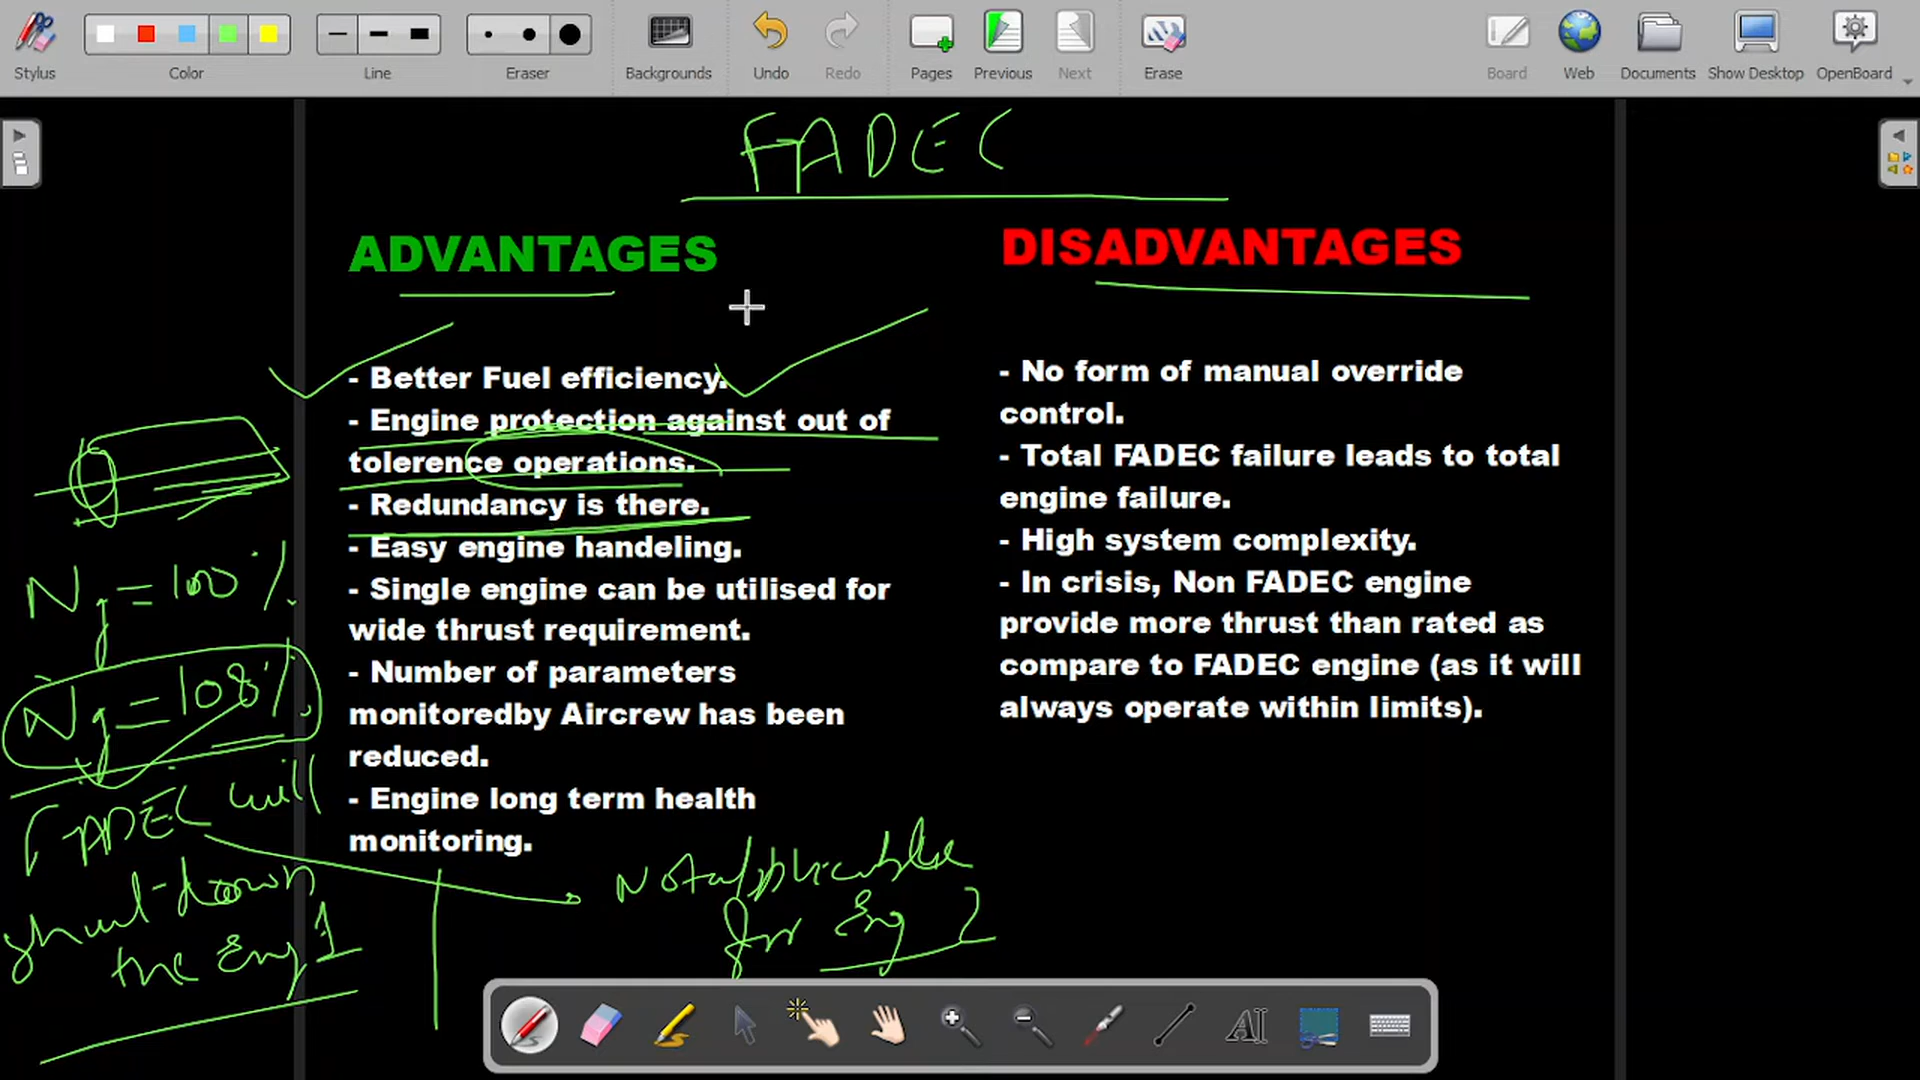 Stylus
Color
Line
Eraser
Backgrounds
Undo
Redo
Pages
Previous
Next
Erase
Board
Web
Documents
Show Desktop
OpenBoard
FADEC
ADVANTAGES
- Better Fuel efficiency.
- Engine protection against out of
tolerence operations.
- Redundancy is there.
- Easy engine handeling.
- Single engine can be utilised for
wide thrust requirement.
- Number of parameters
monitoredby Aircrew has been
reduced.
- Engine long term health
monitoring.
DISADVANTAGES
- No form of manual override
control.
- Total FADEC failure leads to total
engine failure.
- High system complexity.
- In crisis, Non FADEC engine
provide more thrust than rated as
compare to FADEC engine (as it will
always operate within limits).
Ng = 100%.
Ng = 108%.
FADEC will
shut-down
the Eng 1
Not applicable
for Eng 2
AI